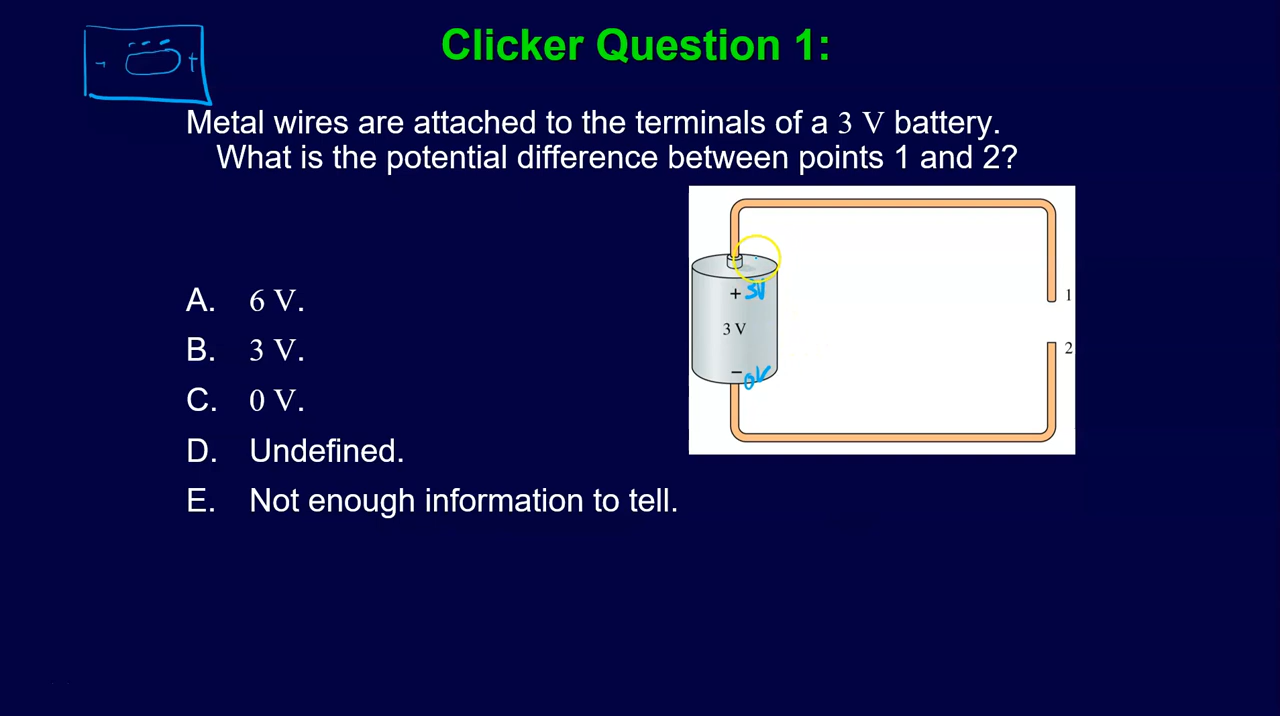 Clicker Question 1:
Metal wires are attached to the terminals of a 3 V battery.
What is the potential difference between points 1 and 2?
A. 6 V.
B. 3 V.
C. 0 V.
D. Undefined.
E. Not enough information to tell.
+ 3V
3 V
− 0V
1
2
- +